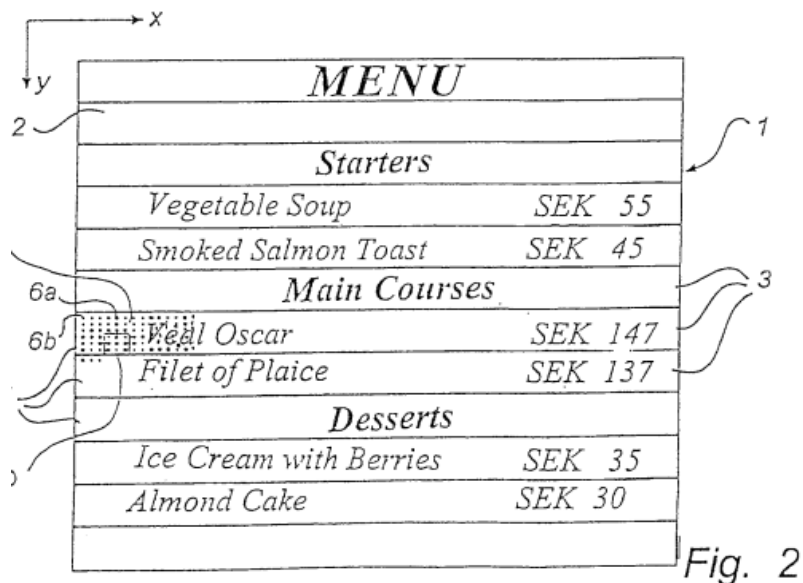 x
y
MENU
2
1
Starters
Vegetable Soup SEK 55
Smoked Salmon Toast SEK 45
6a
Main Courses
3
6b
Veal Oscar SEK 147
Filet of Plaice SEK 137
Desserts
Ice Cream with Berries SEK 35
Almond Cake SEK 30
Fig. 2